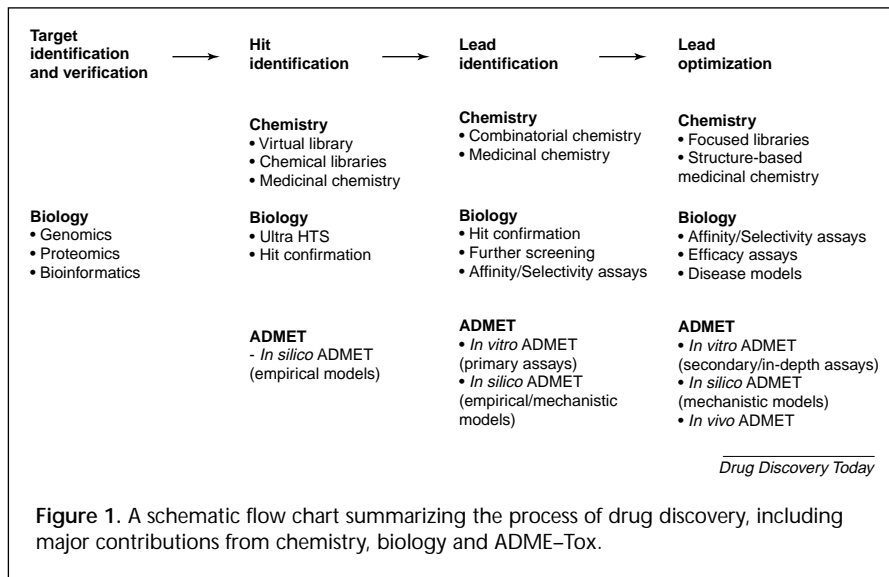 Target
identification
and verification
Hit
identification
Lead
identification
Lead
optimization
Chemistry
• Virtual library
• Chemical libraries
• Medicinal chemistry
Chemistry
• Combinatorial chemistry
• Medicinal chemistry
Chemistry
• Focused libraries
• Structure-based
medicinal chemistry
Biology
• Genomics
• Proteomics
• Bioinformatics
Biology
• Ultra HTS
• Hit confirmation
Biology
• Hit confirmation
• Further screening
• Affinity/Selectivity assays
Biology
• Affinity/Selectivity assays
• Efficacy assays
• Disease models
ADMET
- In silico ADMET
(empirical models)
ADMET
• In vitro ADMET
(primary assays)
• In silico ADMET
(empirical/mechanistic
models)
ADMET
• In vitro ADMET
(secondary/in-depth assays)
• In silico ADMET
(mechanistic models)
• In vivo ADMET
Drug Discovery Today
Figure 1. A schematic flow chart summarizing the process of drug discovery, including
major contributions from chemistry, biology and ADME–Tox.